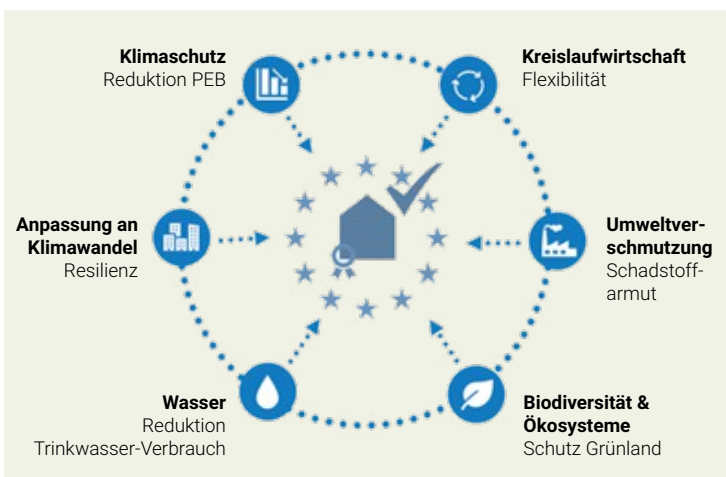 Klimaschutz
Reduktion PEB
Kreislaufwirtschaft
Flexibilität
Anpassung an
Klimawandel
Resilienz
Umweltver-
schmutzung
Schadstoff-
armut
Wasser
Reduktion
Trinkwasser-Verbrauch
Biodiversität &
Ökosysteme
Schutz Grünland